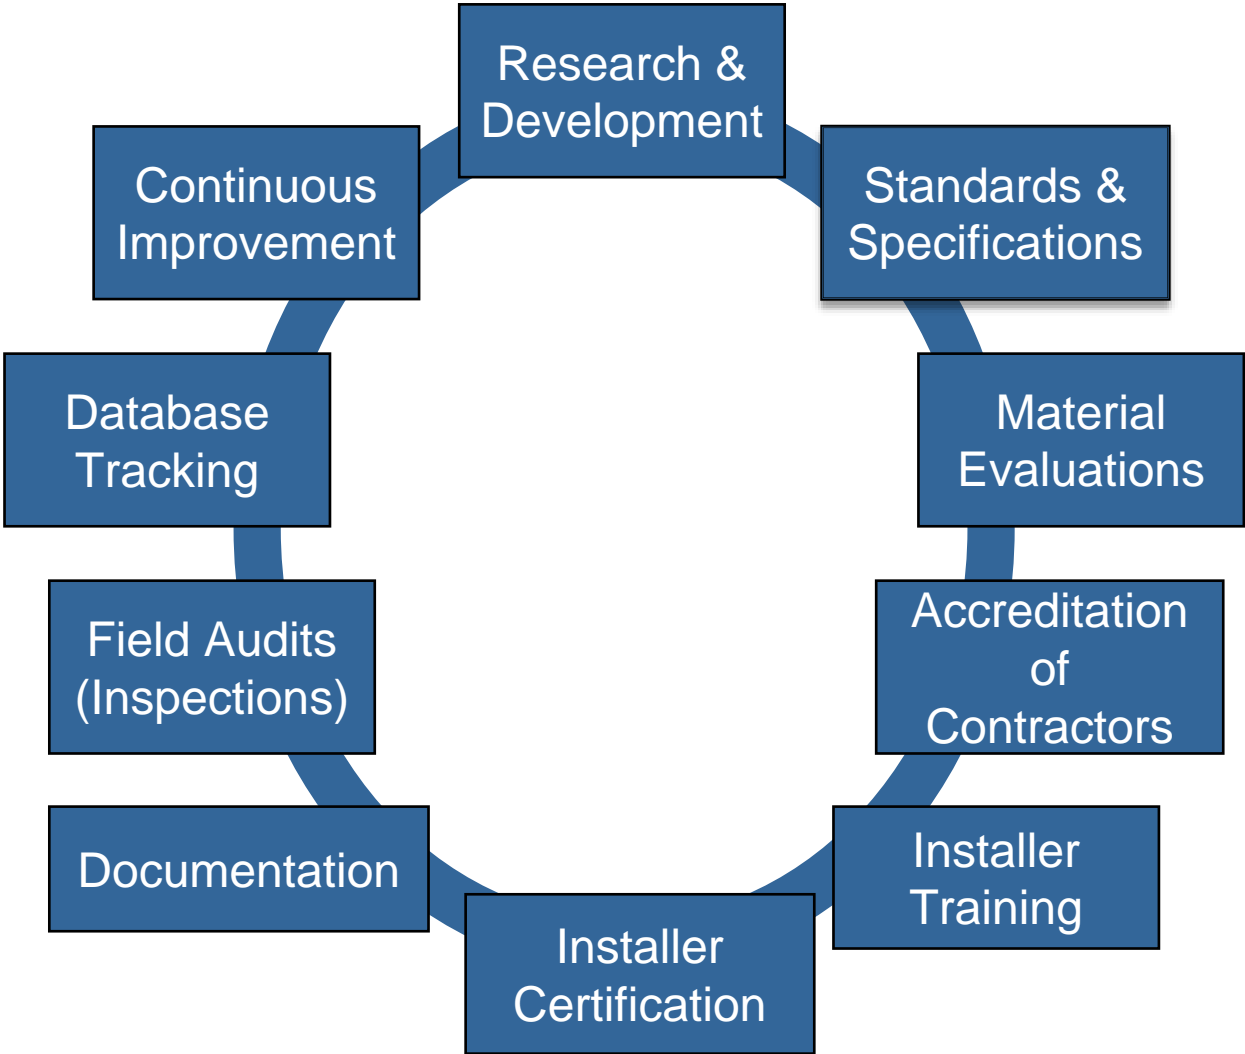 Research &
Development
Standards &
Specifications
Material
Evaluations
Accreditation
of
Contractors
Installer
Training
Installer
Certification
Documentation
Field Audits
(Inspections)
Database
Tracking
Continuous
Improvement